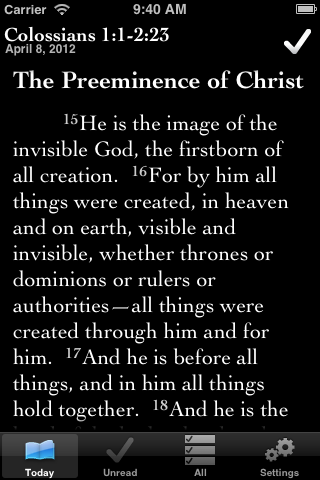 Carrier 9:40 AM
Colossians 1:1-2:23
April 8, 2012
The Preeminence of Christ
15He is the image of the
invisible God, the firstborn of
all creation. 16For by him all
things were created, in heaven
and on earth, visible and
invisible, whether thrones or
dominions or rulers or
authorities—all things were
created through him and for
him. 17And he is before all
things, and in him all things
hold together. 18And he is the
Today Unread All Settings